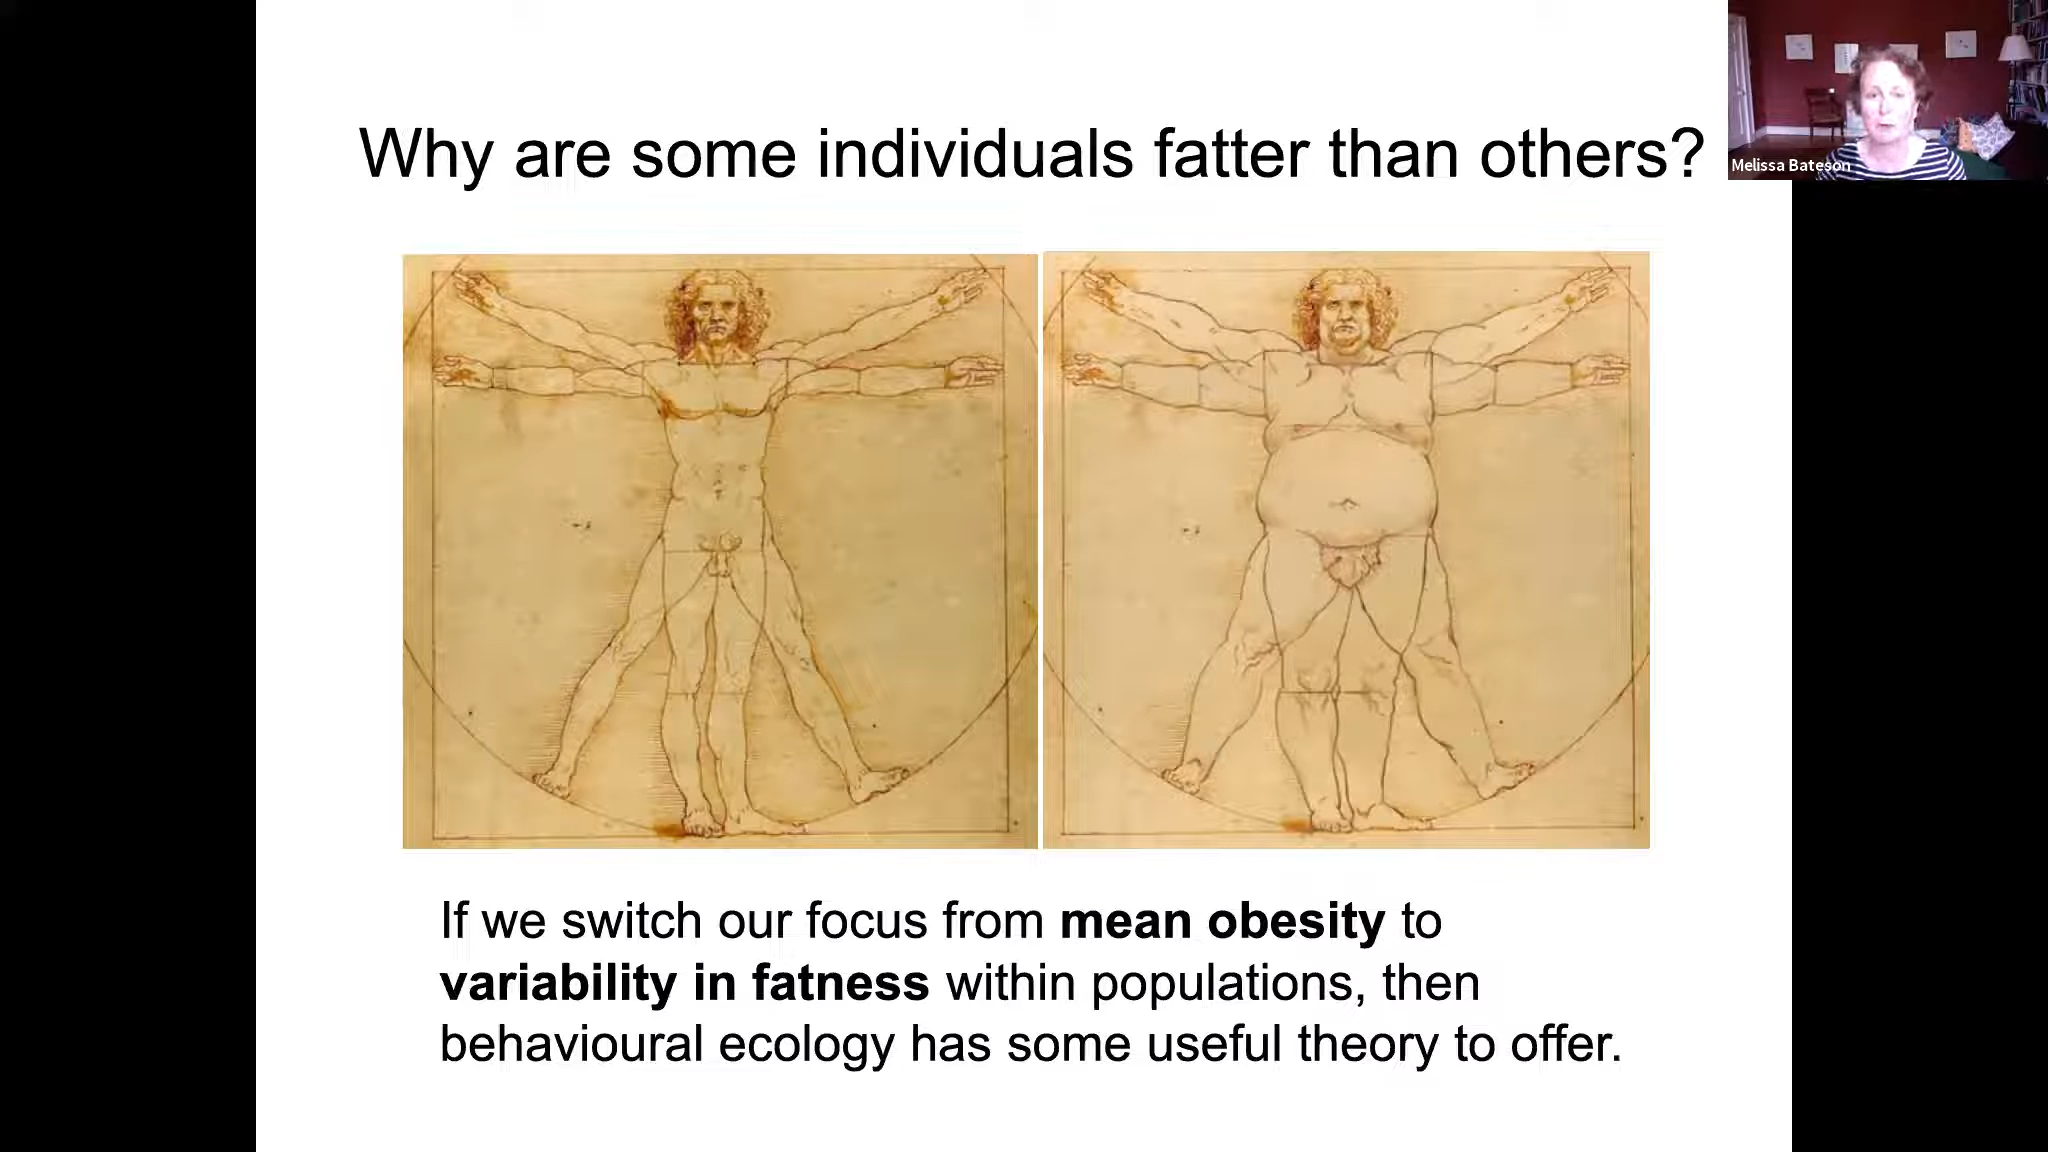 Why are some individuals fatter than others?
Melissa Bateson
If we switch our focus from mean obesity to
variability in fatness within populations, then
behavioural ecology has some useful theory to offer.